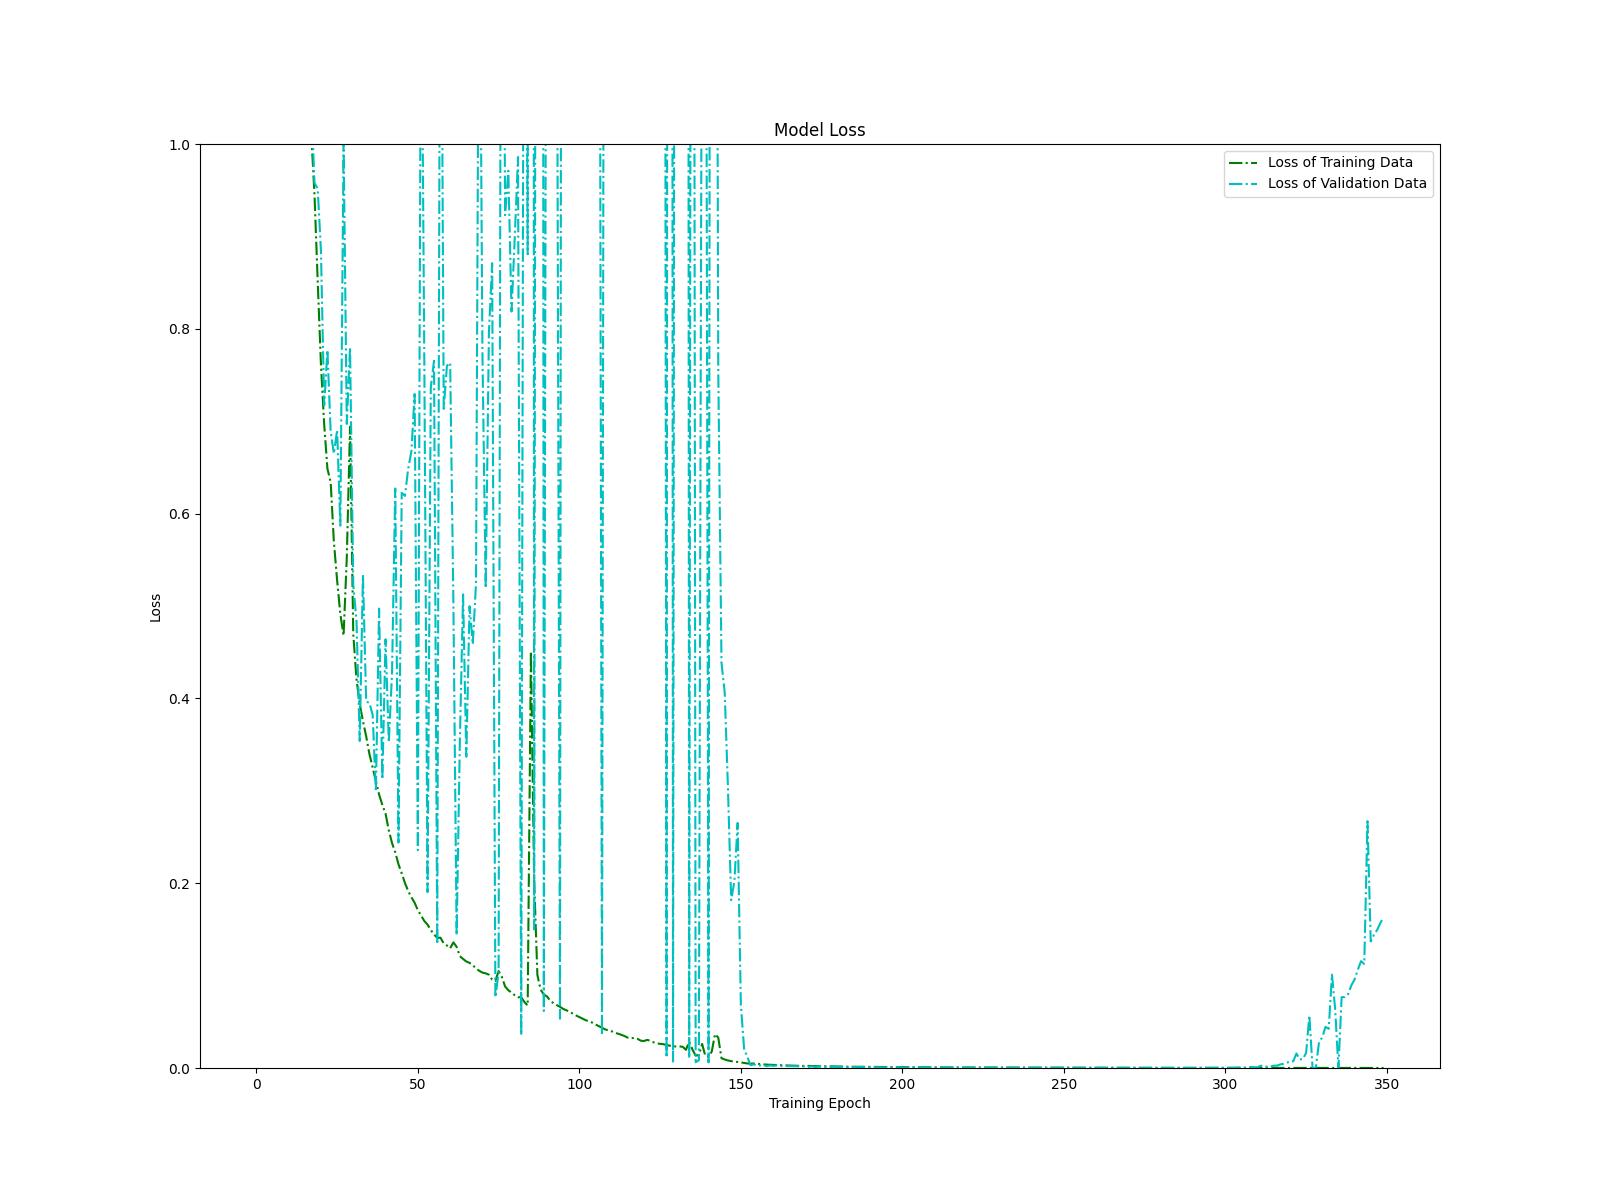 Model Loss
Loss of Training Data
Loss of Validation Data
1.0
0.8
0.6
0.4
0.2
0.0
Loss
0 50 100 150 200 250 300 350
Training Epoch